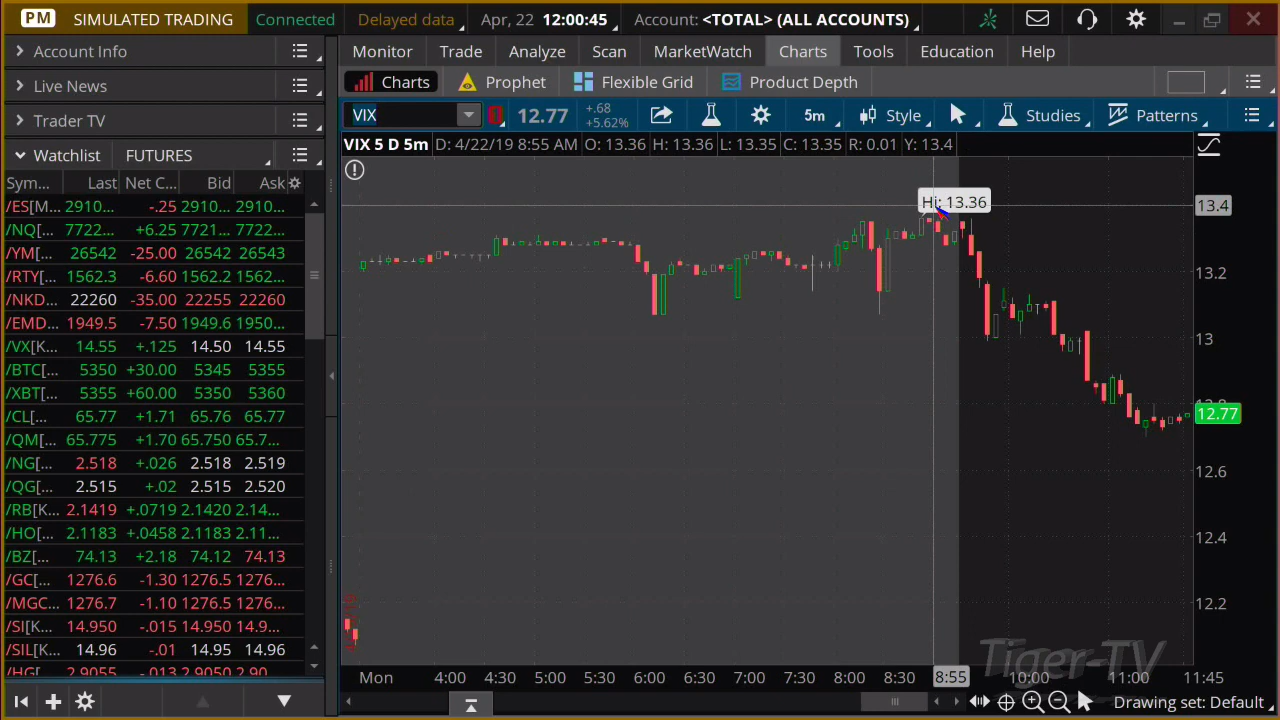 PM SIMULATED TRADING Connected Delayed data Apr, 22 12:00:45 Account: <TOTAL> (ALL ACCOUNTS)
Account Info
Live News
Trader TV
Watchlist FUTURES
Sym... Last Net C... Bid Ask
/ES[M... 2910... -.25 2910... 2910...
/NQ[... 7722... +6.25 7721... 7722...
/YM[... 26542 -25.00 26542 26543
/RTY[... 1562.3 -6.60 1562.2 1562.4
/NKD... 22260 -35.00 22255 22260
/EMD... 1949.5 -7.50 1949.6 1950...
/VX[K... 14.55 +.125 14.50 14.55
/BTC[... 5350 +30.00 5345 5355
/XBT[... 5355 +60.00 5350 5360
/CL[... 65.77 +1.71 65.76 65.77
/QM[... 65.775 +1.70 65.750 65.7...
/NG[... 2.518 +.026 2.518 2.519
/QG[... 2.515 +.02 2.515 2.520
/RB[K... 2.1419 +.0719 2.1420 2.14...
/HO[... 2.1183 +.0458 2.1183 2.11...
/BZ[... 74.13 +2.18 74.12 74.13
/GC[... 1276.6 -1.30 1276.5 1276...
/MGC... 1276.7 -1.10 1276.5 1276...
/SI[K... 14.950 -.015 14.950 14.9...
/SIL[K... 14.96 -.01 14.95 14.96
/HG[... 2.9055 -.013 2.9050 2.90...
Monitor Trade Analyze Scan MarketWatch Charts Tools Education Help
Charts Prophet Flexible Grid Product Depth
VIX 12.77 +.68 +5.62% 5m Style Studies Patterns
VIX 5 D 5m D: 4/22/19 8:55 AM O: 13.36 H: 13.36 L: 13.35 C: 13.35 R: 0.01 Y: 13.4
Hi: 13.36
13.4
13.2
13
12.8
12.77
12.6
12.4
12.2
Tiger-TV
Mon 4:00 4:30 5:00 5:30 6:00 6:30 7:00 7:30 8:00 8:30 8:55 10:00 11:00 11:45
Drawing set: Default